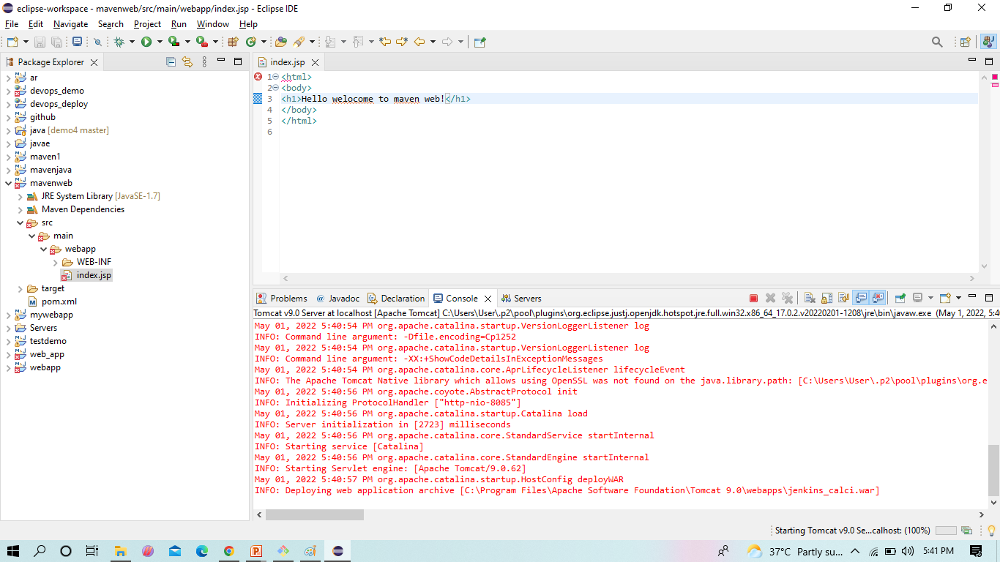 eclipse-workspace - mavenweb/src/main/webapp/index.jsp - Eclipse IDE
File Edit Navigate Search Project Run Window Help
Package Explorer
ar
devops_demo
devops_deploy
github
java [demo4 master]
javae
maven1
mavenjava
mavenweb
JRE System Library [JavaSE-1.7]
Maven Dependencies
src
main
webapp
WEB-INF
index.jsp
target
pom.xml
mywebapp
Servers
testdemo
web_app
webapp
index.jsp
1 <html>
2 <body>
3 <h1>Hello welocome to maven web!</h1>
4 </body>
5 </html>
6
Problems @ Javadoc Declaration Console Servers
Tomcat v9.0 Server at localhost [Apache Tomcat] C:\Users\User\.p2\pool\plugins\org.eclipse.justj.openjdk.hotspot.jre.full.win32.x86_64_17.0.2.v20220201-1208\jre\bin\javaw.exe (May 1, 2022, 5:40
May 01, 2022 5:40:54 PM org.apache.catalina.startup.VersionLoggerListener log
INFO: Command line argument: -Dfile.encoding=Cp1252
May 01, 2022 5:40:54 PM org.apache.catalina.startup.VersionLoggerListener log
INFO: Command line argument: -XX:+ShowCodeDetailsInExceptionMessages
May 01, 2022 5:40:54 PM org.apache.catalina.core.AprLifecycleListener lifecycleEvent
INFO: The Apache Tomcat Native library which allows using OpenSSL was not found on the java.library.path: [C:\Users\User\.p2\pool\plugins\org.e
May 01, 2022 5:40:56 PM org.apache.coyote.AbstractProtocol init
INFO: Initializing ProtocolHandler ["http-nio-8085"]
May 01, 2022 5:40:56 PM org.apache.catalina.startup.Catalina load
INFO: Server initialization in [2723] milliseconds
May 01, 2022 5:40:56 PM org.apache.catalina.core.StandardService startInternal
INFO: Starting service [Catalina]
May 01, 2022 5:40:56 PM org.apache.catalina.core.StandardEngine startInternal
INFO: Starting Servlet engine: [Apache Tomcat/9.0.62]
May 01, 2022 5:40:57 PM org.apache.catalina.startup.HostConfig deployWAR
INFO: Deploying web application archive [C:\Program Files\Apache Software Foundation\Tomcat 9.0\webapps\jenkins_calci.war]
Starting Tomcat v9.0 Se...calhost: (100%)
37°C Partly su... 5:41 PM